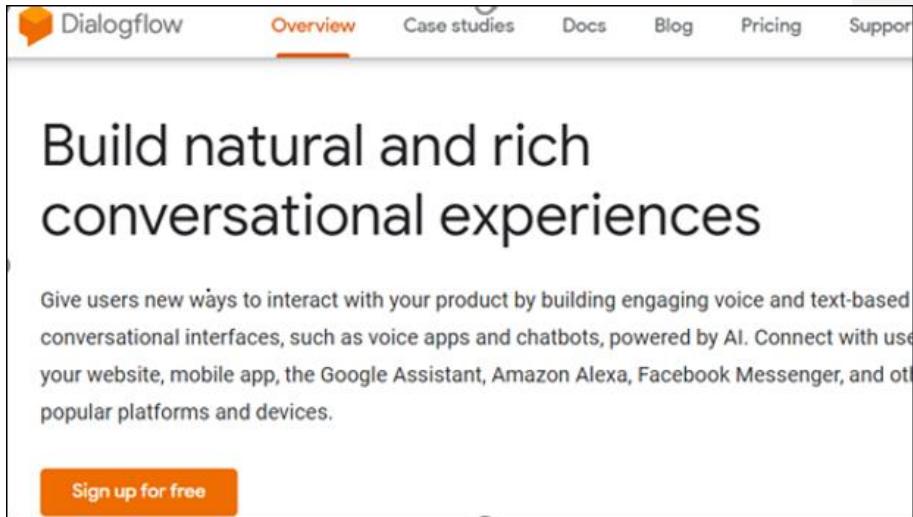 Dialogflow Overview Case studies Docs Blog Pricing Suppor
Build natural and rich
conversational experiences
Give users new ways to interact with your product by building engaging voice and text-based
conversational interfaces, such as voice apps and chatbots, powered by AI. Connect with use
your website, mobile app, the Google Assistant, Amazon Alexa, Facebook Messenger, and ot
popular platforms and devices.
Sign up for free